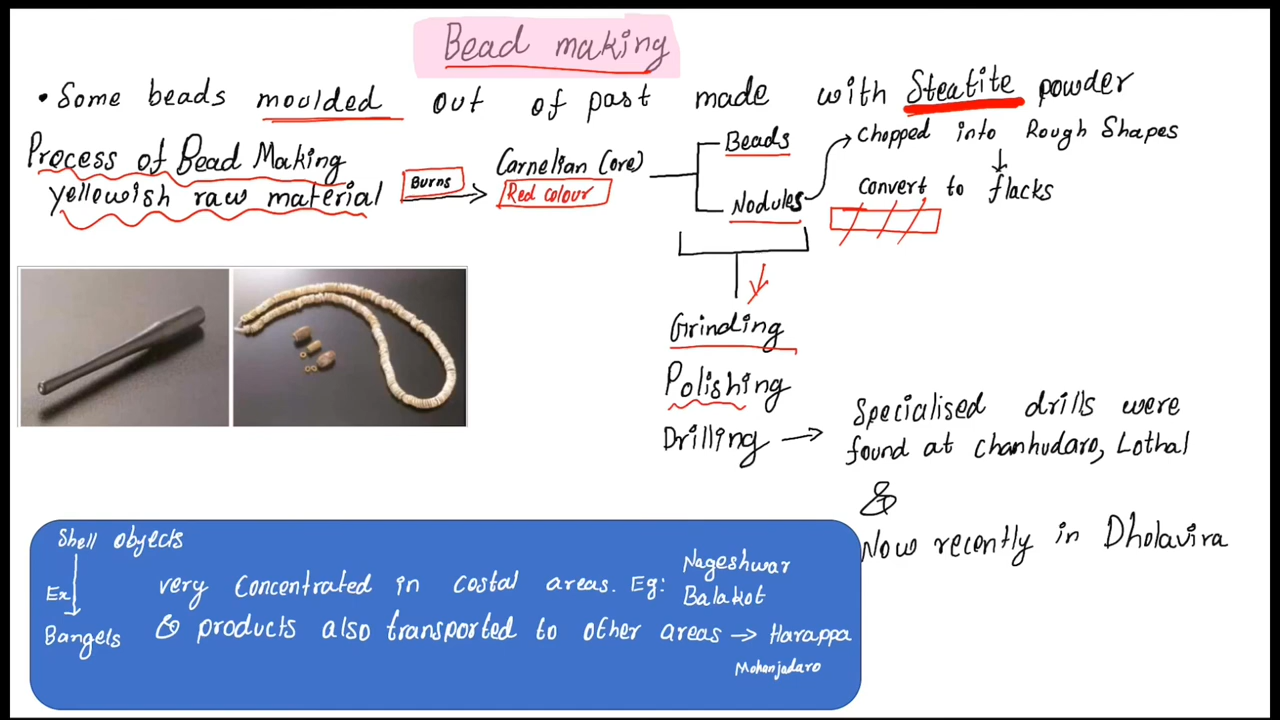 Bead making
• Some beads moulded out of past made with Steatite powder
Process of Bead Making
yellowish raw material
Burns
Carnelian (ore)
Red colour
Beads
Nodules
Chopped into Rough Shapes
Convert to flacks
Grinding
Polishing
Drilling
Specialised drills were
found at Chanhudaro, Lothal
&
Now recently in Dholavira
Shell objects
Ex
Bangels
very Concentrated in costal areas. Eg:
Nageshwar
Balakot
& products also transported to other areas → Harappa
Mohanjadaro